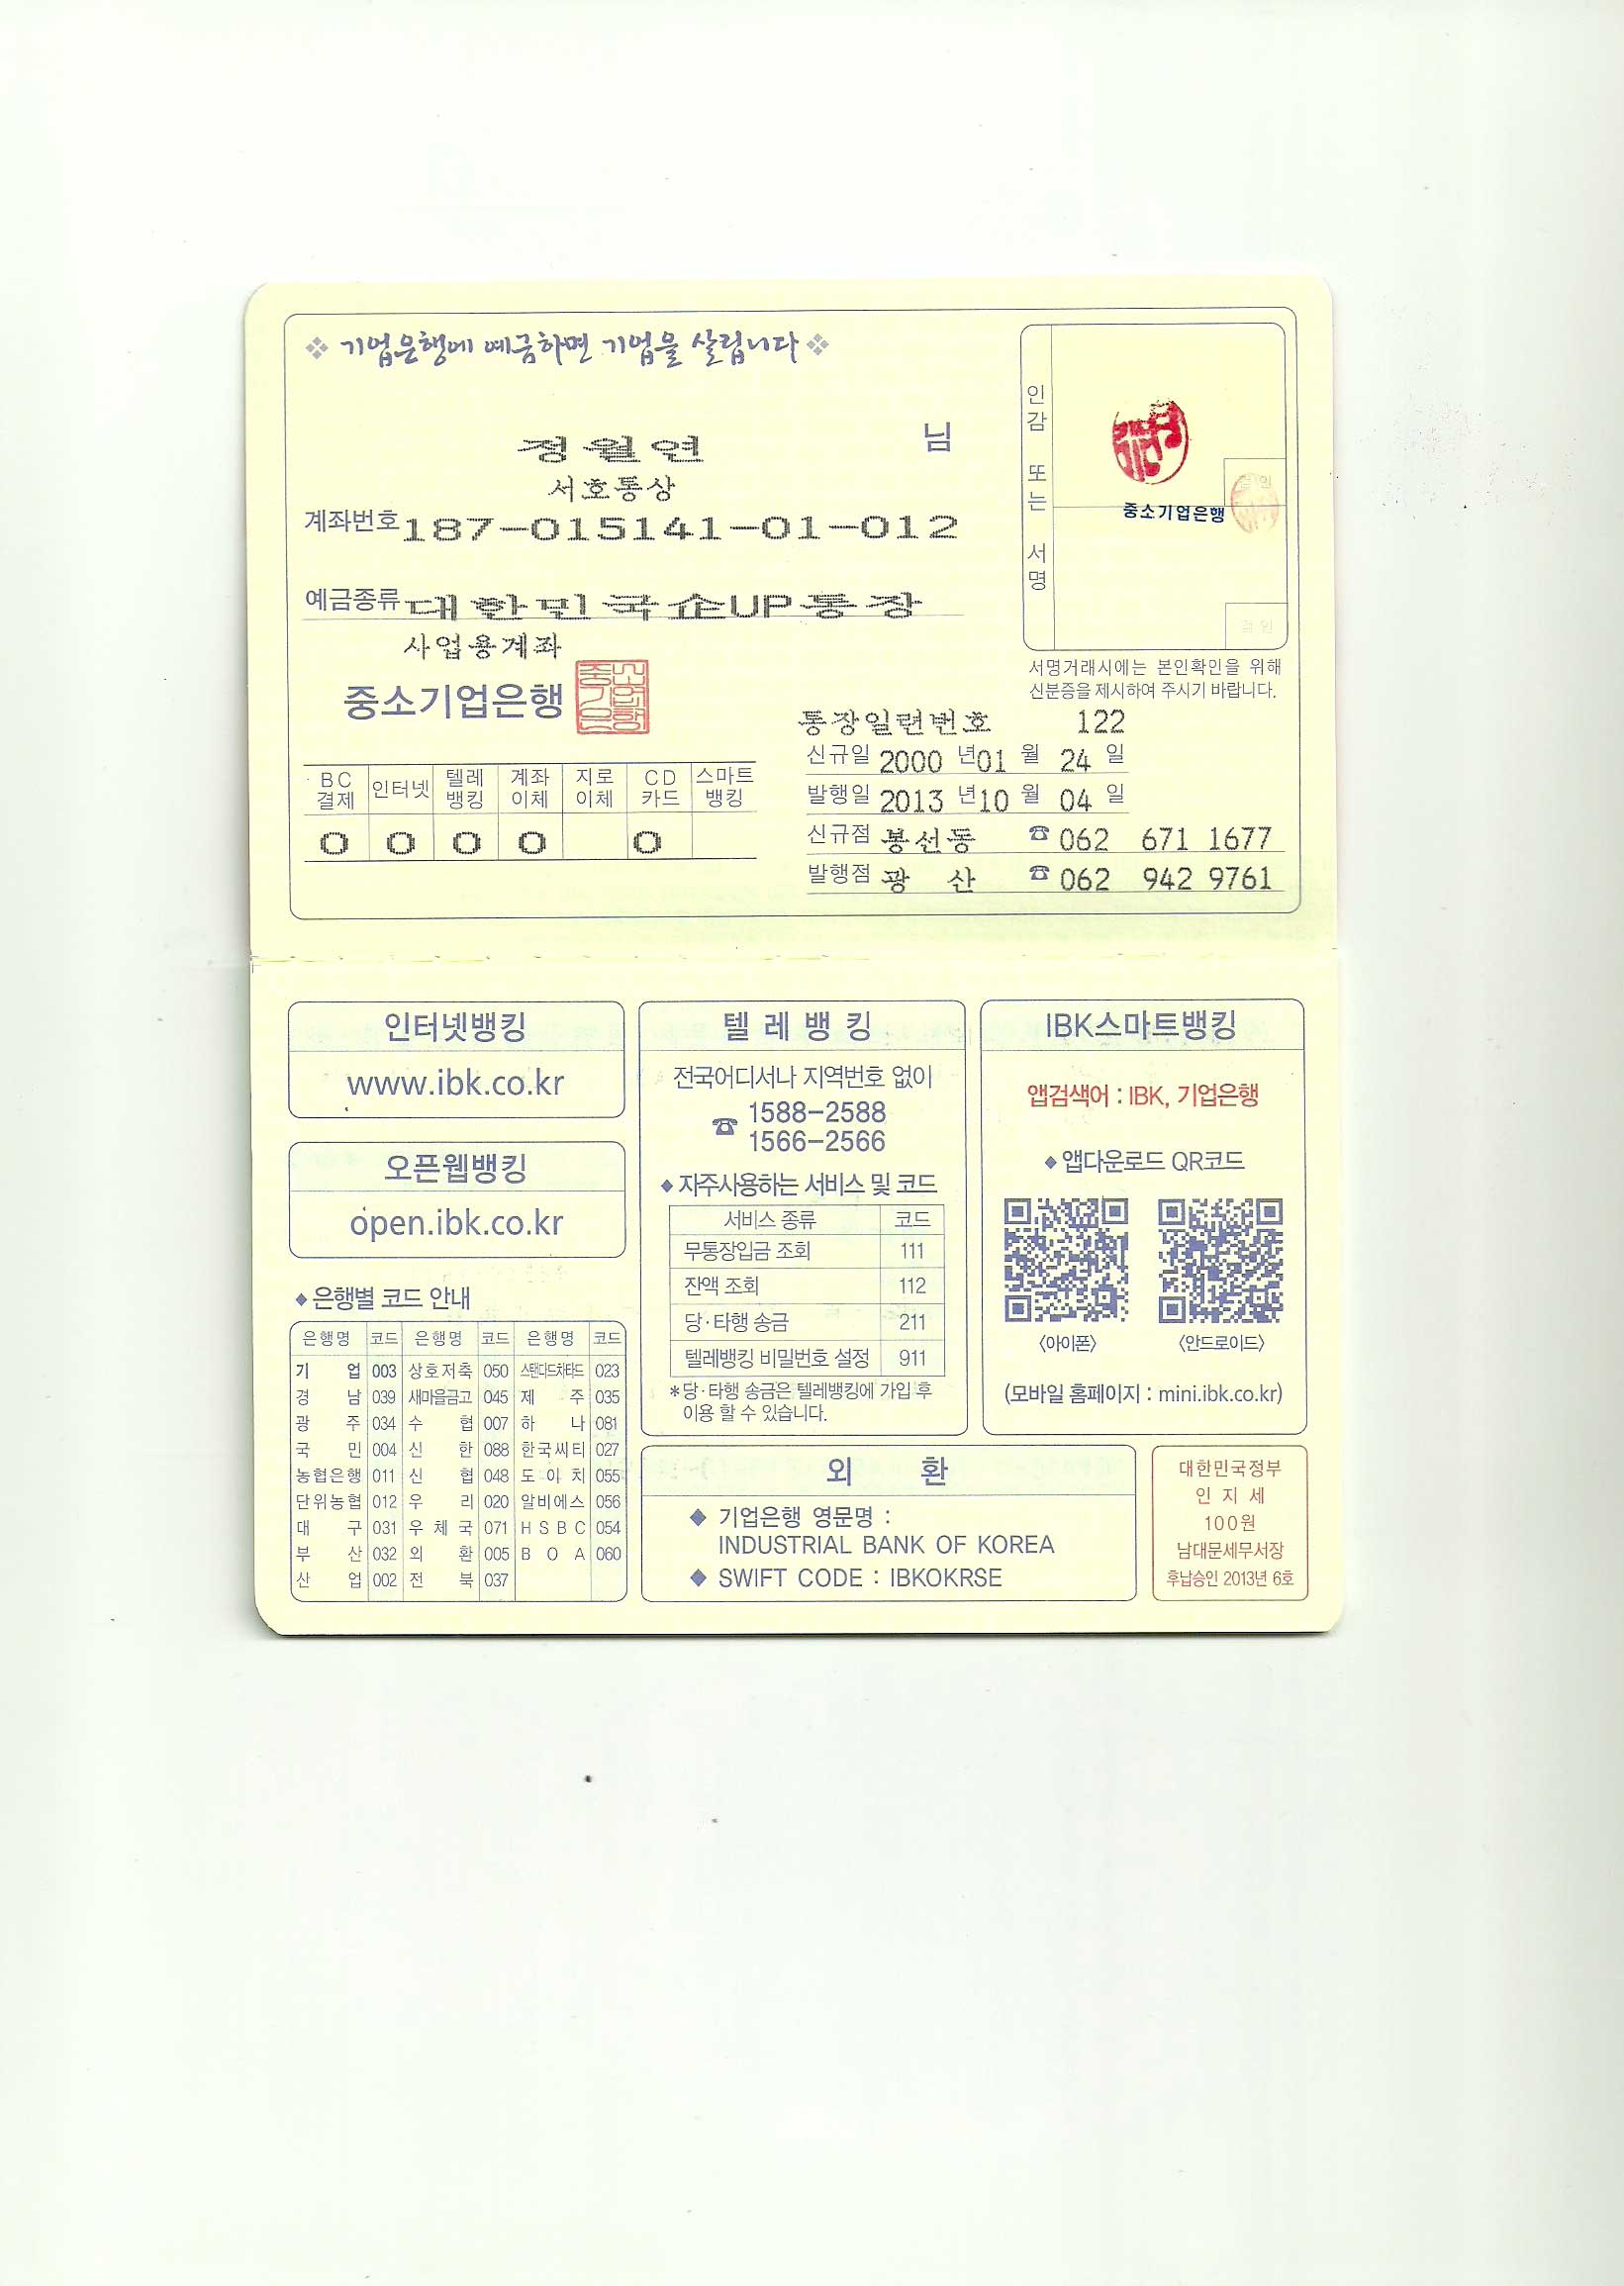 ❖ 기업은행에 예금하면 기업을 살립니다 ❖
정월연 님
서호통상
계좌번호 187-015141-01-012
예금종류 대한민국企UP통장
사업용계좌
중소기업은행
인감 또는 서명
중소기업은행
검인
검인
서명거래시에는 본인확인을 위해
신분증을 제시하여 주시기 바랍니다.
통장일련번호 122
신규일 2000 년 01 월 24 일
발행일 2013 년 10 월 04 일
신규점 봉선동 ☎ 062 671 1677
발행점 광 산 ☎ 062 942 9761
BC결제 인터넷 텔레뱅킹 계좌이체 지로이체 CD카드 스마트뱅킹
O O O O O
인터넷뱅킹
www.ibk.co.kr
오픈웹뱅킹
open.ibk.co.kr
◆ 은행별 코드 안내
은행명 코드 은행명 코드 은행명 코드
기 업 003 상호저축 050 스탠다드차타드 023
경 남 039 새마을금고 045 제 주 035
광 주 034 수 협 007 하 나 081
국 민 004 신 한 088 한국씨티 027
농협은행 011 신 협 048 도이치 055
단위농협 012 우 리 020 알비에스 056
대 구 031 우체국 071 HSBC 054
부 산 032 외 환 005 B O A 060
산 업 002 전 북 037
텔레뱅킹
전국어디서나 지역번호 없이
☎ 1588-2588
1566-2566
◆ 자주사용하는 서비스 및 코드
서비스 종류 코드
무통장입금 조회 111
잔액 조회 112
당·타행 송금 211
텔레뱅킹 비밀번호 설정 911
*당·타행 송금은 텔레뱅킹에 가입 후
이용 할 수 있습니다.
IBK스마트뱅킹
앱검색어 : IBK, 기업은행
◆ 앱다운로드 QR코드
〈아이폰〉 〈안드로이드〉
(모바일 홈페이지 : mini.ibk.co.kr)
외 환
◆ 기업은행 영문명 :
INDUSTRIAL BANK OF KOREA
◆ SWIFT CODE : IBKOKRSE
대한민국정부
인 지 세
100원
남대문세무서장
후납승인 2013년 6호